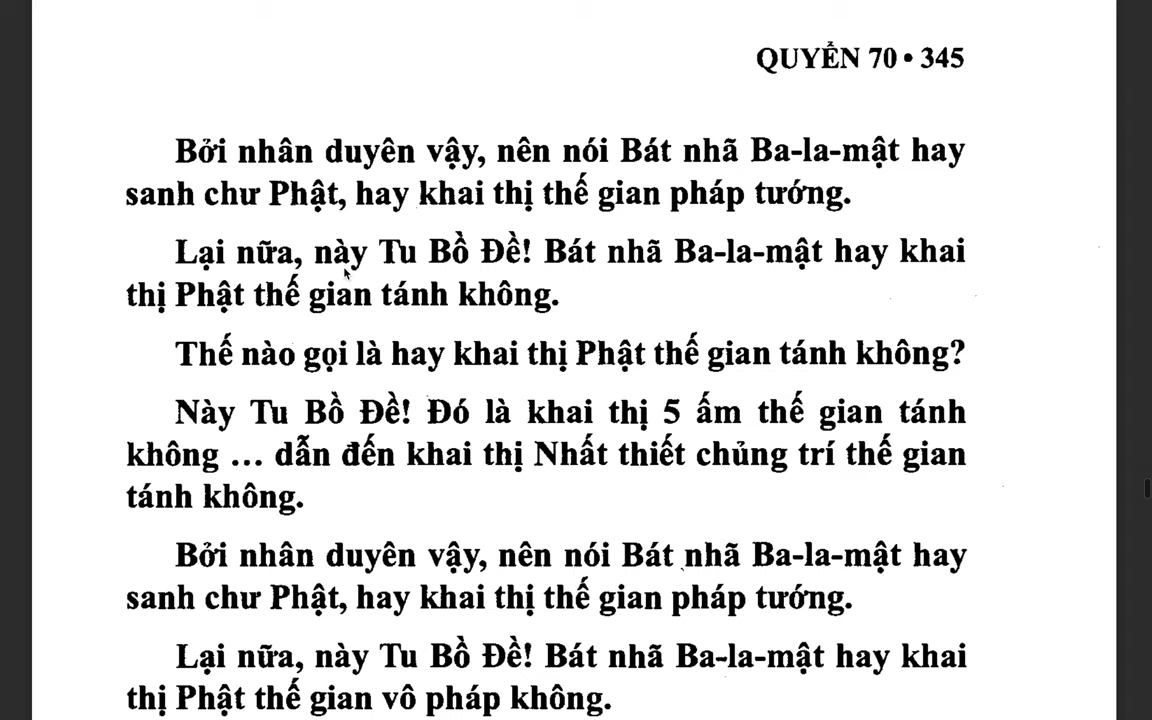 QUYỂN 70 • 345
Bởi nhân duyên vậy, nên nói Bát nhã Ba-la-mật hay
sanh chư Phật, hay khai thị thế gian pháp tướng.
Lại nữa, này Tu Bồ Đề! Bát nhã Ba-la-mật hay khai
thị Phật thế gian tánh không.
Thế nào gọi là hay khai thị Phật thế gian tánh không?
Này Tu Bồ Đề! Đó là khai thị 5 ấm thế gian tánh
không ... dẫn đến khai thị Nhất thiết chủng trí thế gian
tánh không.
Bởi nhân duyên vậy, nên nói Bát nhã Ba-la-mật hay
sanh chư Phật, hay khai thị thế gian pháp tướng.
Lại nữa, này Tu Bồ Đề! Bát nhã Ba-la-mật hay khai
thị Phật thế gian vô pháp không.